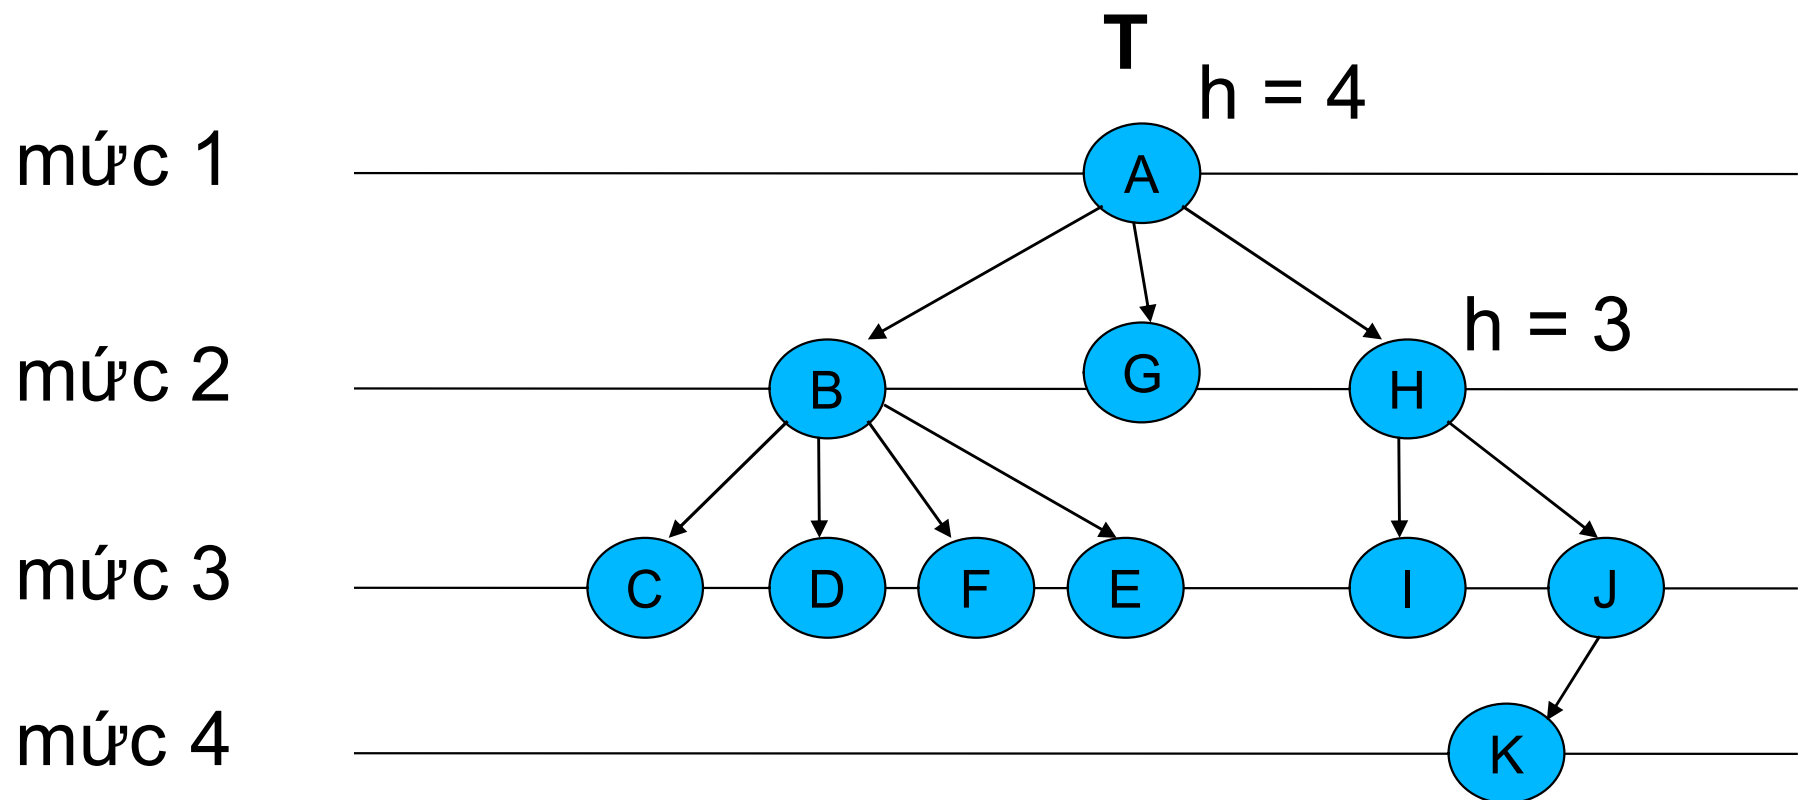 T
h = 4
mức 1
A
h = 3
mức 2
B G H
mức 3
C D F E I J
mức 4
K